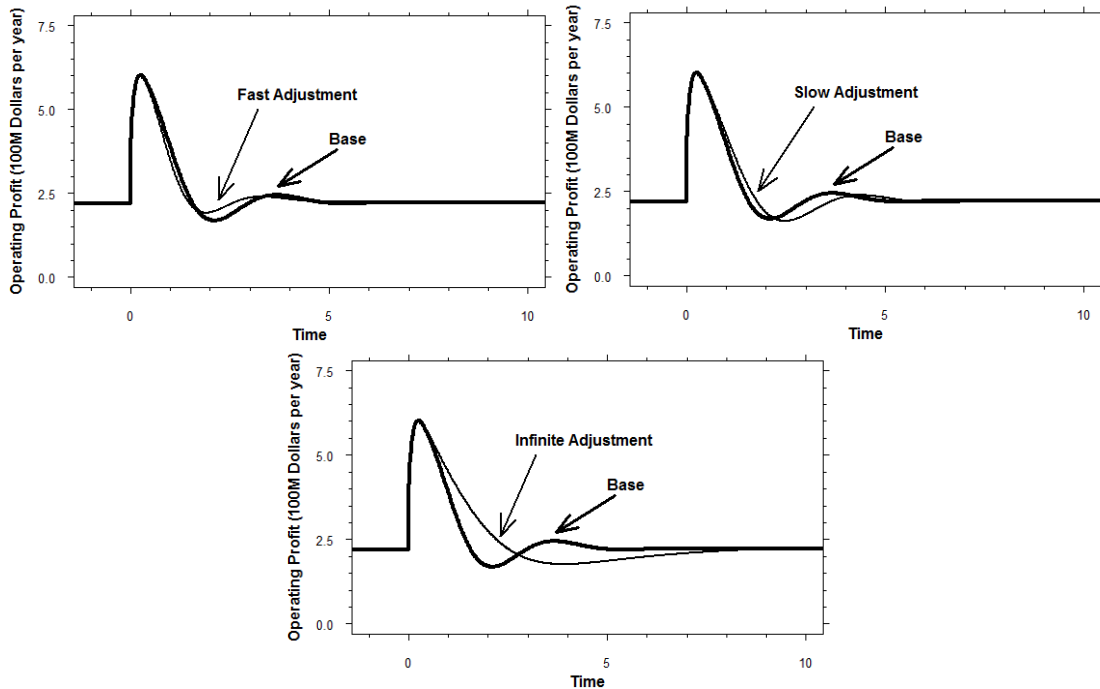 Operating Profit (100M Dollars per year)
7.5
5.0
2.5
0.0
Fast Adjustment
Base
0 5 10
Time
Operating Profit (100M Dollars per year)
7.5
5.0
2.5
0.0
Slow Adjustment
Base
0 5 10
Time
Operating Profit (100M Dollars per year)
7.5
5.0
2.5
0.0
Infinite Adjustment
Base
0 5 10
Time